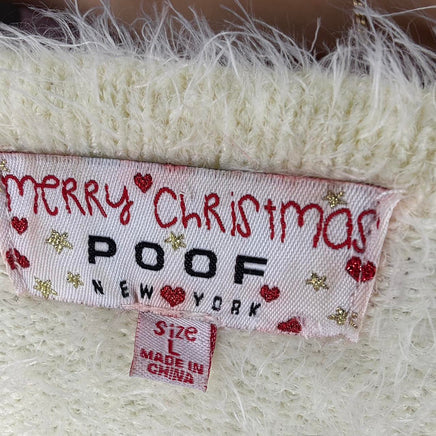 merry christmas
POOF
NEW YORK
size
L
MADE IN
CHINA